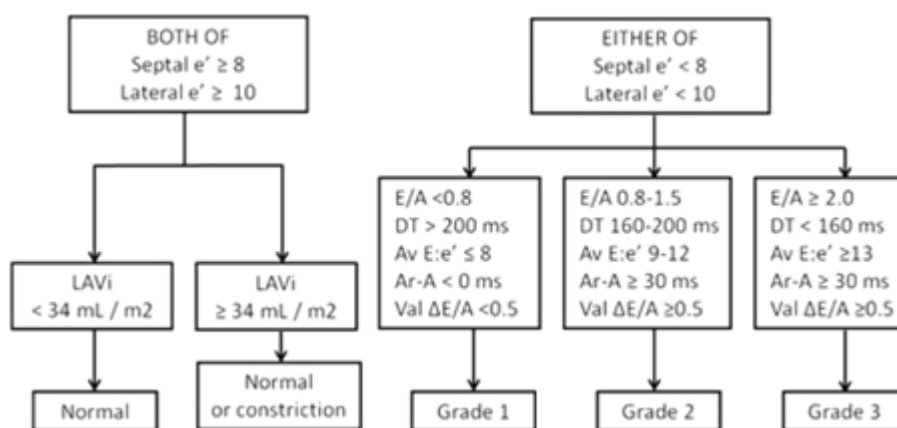 BOTH OF
Septal e' ≥ 8
Lateral e' ≥ 10
EITHER OF
Septal e' < 8
Lateral e' < 10
LAVi
< 34 mL / m2
LAVi
≥ 34 mL / m2
E/A <0.8
DT > 200 ms
Av E:e' ≤ 8
Ar-A < 0 ms
Val ΔE/A <0.5
E/A 0.8-1.5
DT 160-200 ms
Av E:e' 9-12
Ar-A ≥ 30 ms
Val ΔE/A ≥0.5
E/A ≥ 2.0
DT < 160 ms
Av E:e' ≥13
Ar-A ≥ 30 ms
Val ΔE/A ≥0.5
Normal
Normal
or constriction
Grade 1
Grade 2
Grade 3